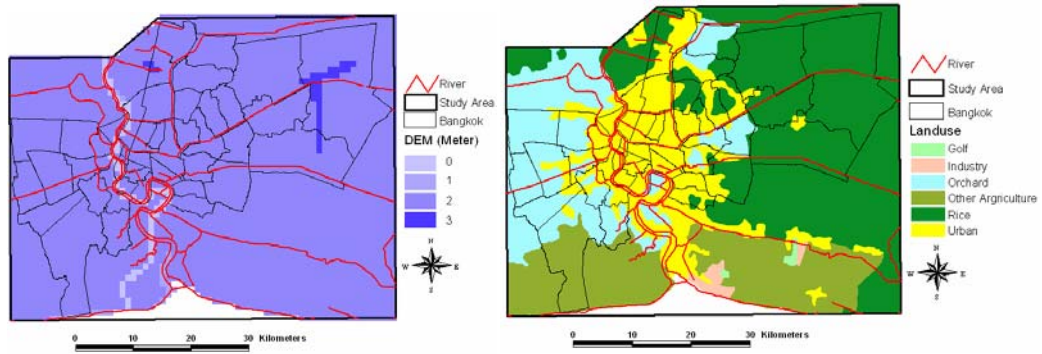 River
Study Area
Bangkok
DEM (Meter)
0
1
2
3
N
W E
S
0 10 20 30 Kilometers
River
Study Area
Bangkok
Landuse
Golf
Industry
Orchard
Other Argriculture
Rice
Urban
N
W E
S
0 10 20 30 Kilometers